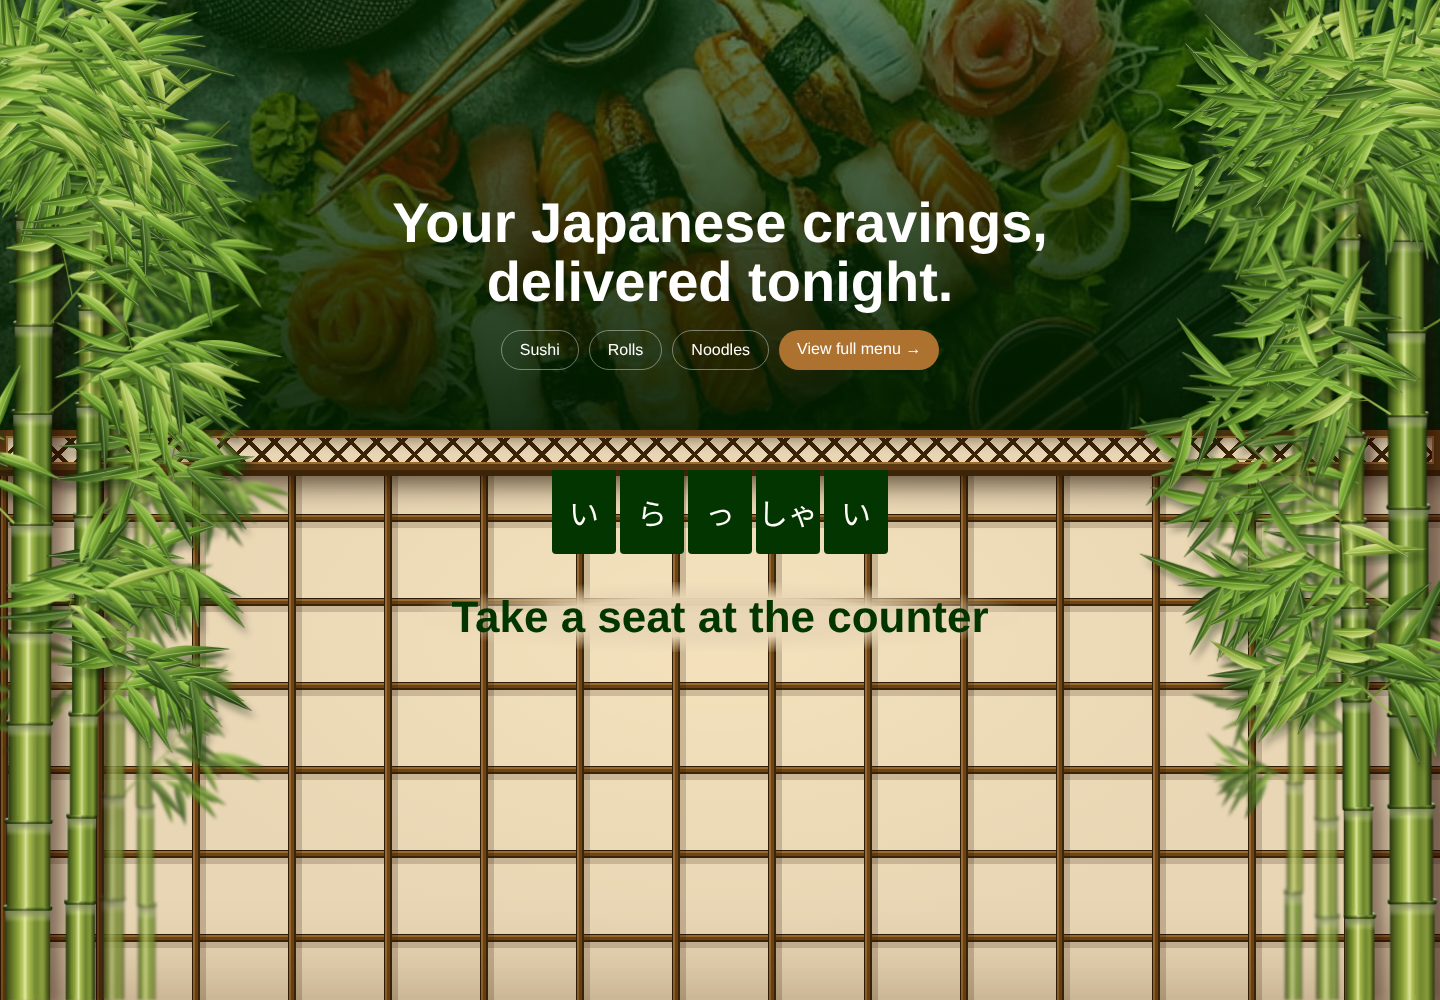 Your Japanese cravings,
delivered tonight.
Sushi Rolls Noodles View full menu →
いらっしゃい
Take a seat at the counter